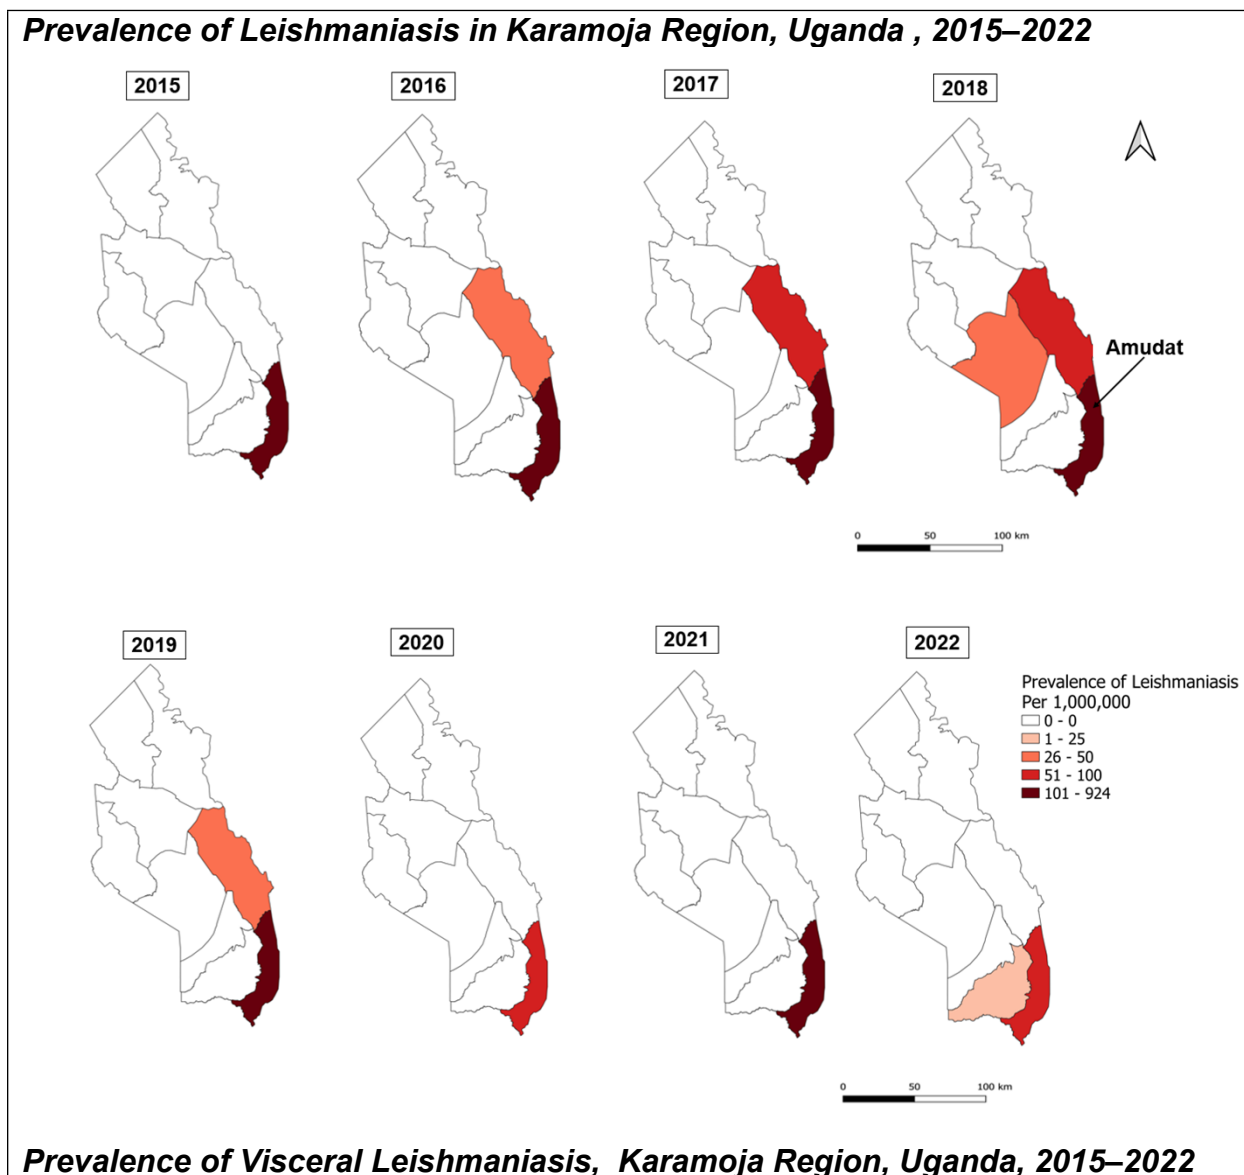 Prevalence of Leishmaniasis in Karamoja Region, Uganda , 2015–2022
2015
2016
2017
2018
Amudat
0 50 100 km
2019
2020
2021
2022
Prevalence of Leishmaniasis
Per 1,000,000
0 - 0
1 - 25
26 - 50
51 - 100
101 - 924
0 50 100 km
Prevalence of Visceral Leishmaniasis, Karamoja Region, Uganda, 2015–2022